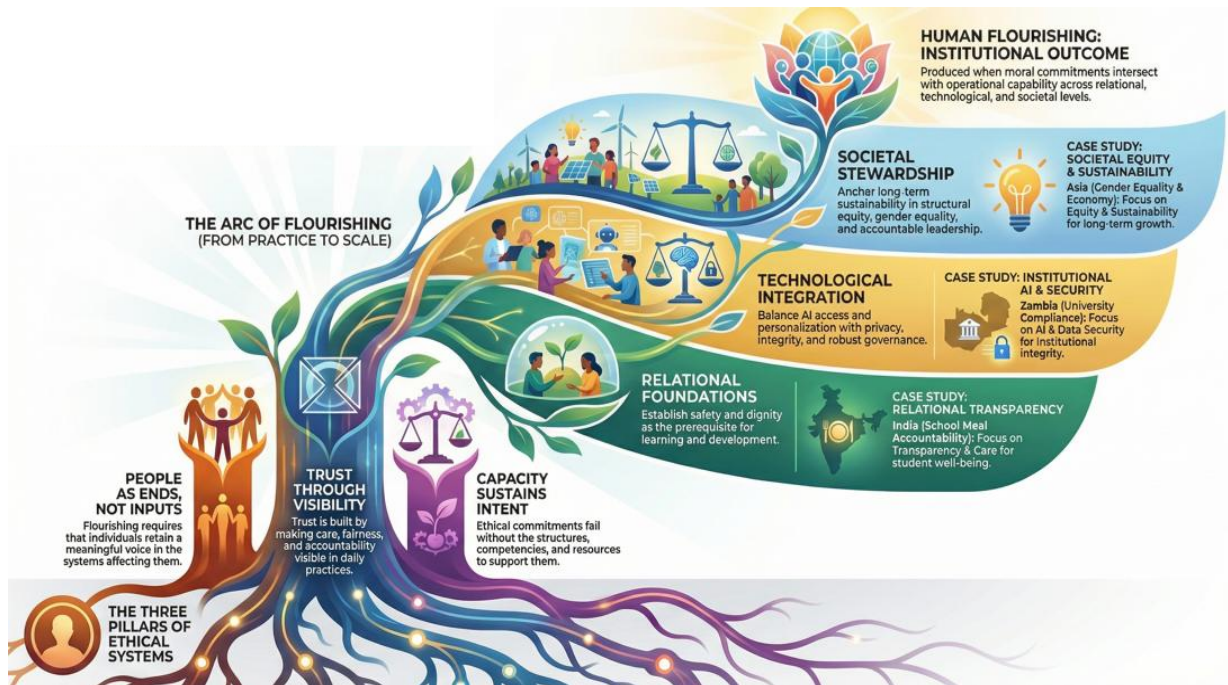 HUMAN FLOURISHING:
INSTITUTIONAL OUTCOME
Produced when moral commitments intersect
with operational capability across relational,
technological, and societal levels.
SOCIETAL
STEWARDSHIP
Ancher long-term
sustainability in structural
equity, gender equality,
and accountable leadership.
CASE STUDY:
SOCIETAL EQUITY
& SUSTAINABILITY
Asia (Gender Equality &
Economy): Focus on
Equity & Sustainability
for long-term growth.
THE ARC OF FLOURISHING
(FROM PRACTICE TO SCALE)
TECHNOLOGICAL
INTEGRATION
Balance AI access and
personalization with privacy,
integrity, and robust governance.
CASE STUDY: INSTITUTIONAL
AI & SECURITY
Zambia (University
Compliance): Focus
on AI & Data Security
for Institutional
integrity.
RELATIONAL
FOUNDATIONS
Establish safety and dignity
as the prerequisite for
learning and development.
CASE STUDY:
RELATIONAL TRANSPARENCY
India (School Meal
Accountability): Focus on
Transparency & Care for
student well-being.
PEOPLE
AS ENDS,
NOT INPUTS
Flourishing requires
that individuals retain a
meaningful voice in the
systems affecting them.
TRUST
THROUGH
VISIBILITY
Trust is built by
making care, fairness,
and accountability
visible in daily
practices.
CAPACITY
SUSTAINS
INTENT
Ethical commitments fail
without the structures,
competencies, and resources
to support them.
THE THREE
PILLARS OF
ETHICAL
SYSTEMS